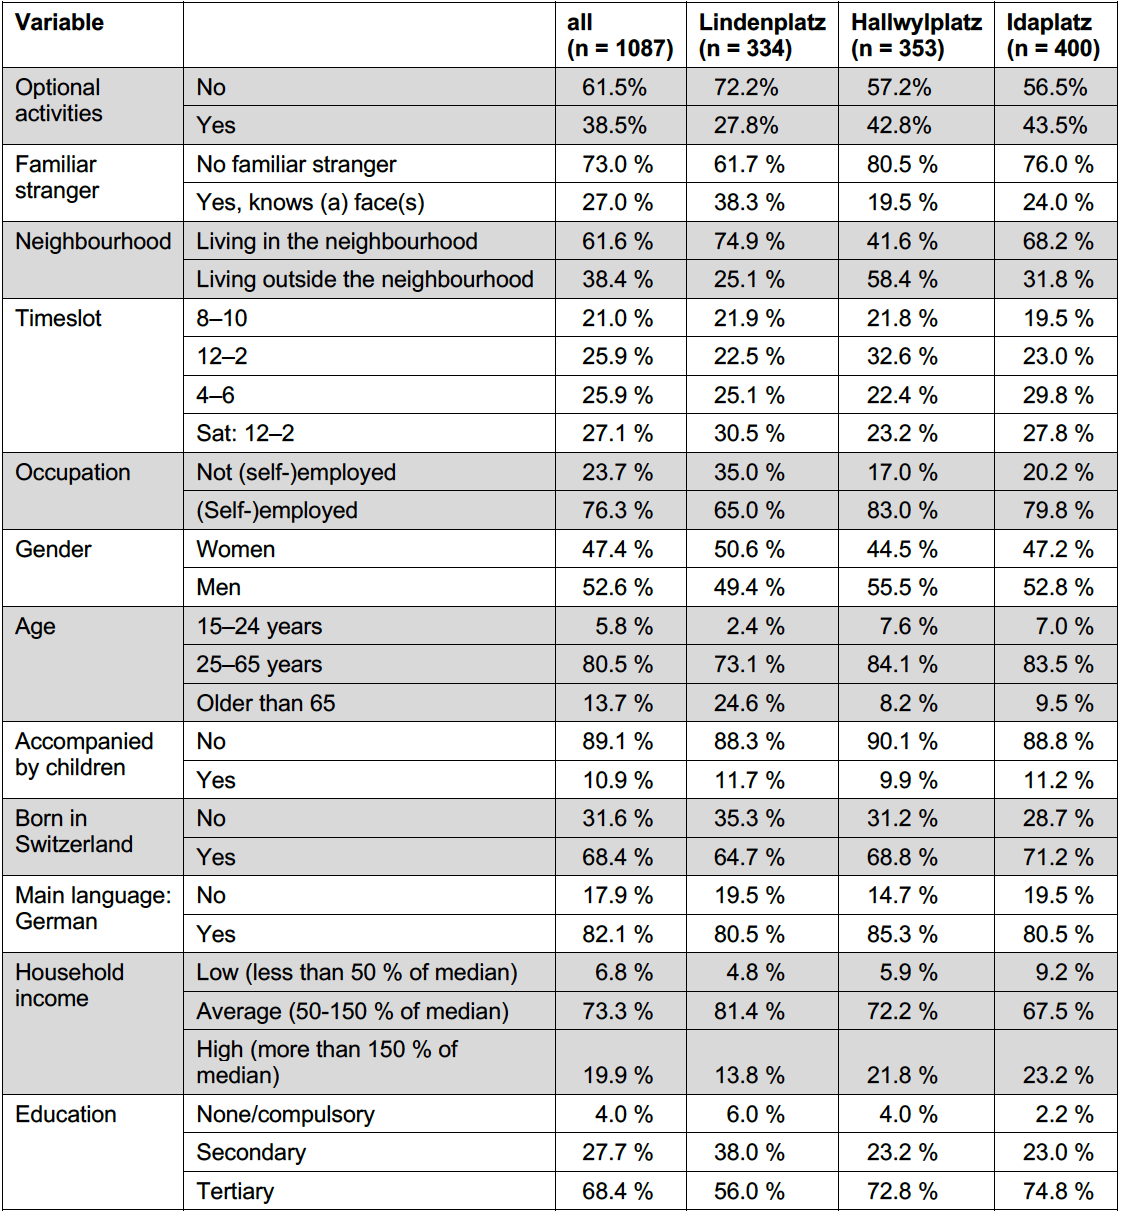 Variable all Lindenplatz Hallwylplatz Idaplatz
(n = 1087) (n = 334) (n = 353) (n = 400)
Optional activities No 61.5% 72.2% 57.2% 56.5%
Yes 38.5% 27.8% 42.8% 43.5%
Familiar stranger No familiar stranger 73.0 % 61.7 % 80.5 % 76.0 %
Yes, knows (a) face(s) 27.0 % 38.3 % 19.5 % 24.0 %
Neighbourhood Living in the neighbourhood 61.6 % 74.9 % 41.6 % 68.2 %
Living outside the neighbourhood 38.4 % 25.1 % 58.4 % 31.8 %
Timeslot 8–10 21.0 % 21.9 % 21.8 % 19.5 %
12–2 25.9 % 22.5 % 32.6 % 23.0 %
4–6 25.9 % 25.1 % 22.4 % 29.8 %
Sat: 12–2 27.1 % 30.5 % 23.2 % 27.8 %
Occupation Not (self-)employed 23.7 % 35.0 % 17.0 % 20.2 %
(Self-)employed 76.3 % 65.0 % 83.0 % 79.8 %
Gender Women 47.4 % 50.6 % 44.5 % 47.2 %
Men 52.6 % 49.4 % 55.5 % 52.8 %
Age 15–24 years 5.8 % 2.4 % 7.6 % 7.0 %
25–65 years 80.5 % 73.1 % 84.1 % 83.5 %
Older than 65 13.7 % 24.6 % 8.2 % 9.5 %
Accompanied by children No 89.1 % 88.3 % 90.1 % 88.8 %
Yes 10.9 % 11.7 % 9.9 % 11.2 %
Born in Switzerland No 31.6 % 35.3 % 31.2 % 28.7 %
Yes 68.4 % 64.7 % 68.8 % 71.2 %
Main language: German No 17.9 % 19.5 % 14.7 % 19.5 %
Yes 82.1 % 80.5 % 85.3 % 80.5 %
Household income Low (less than 50 % of median) 6.8 % 4.8 % 5.9 % 9.2 %
Average (50-150 % of median) 73.3 % 81.4 % 72.2 % 67.5 %
High (more than 150 % of
median) 19.9 % 13.8 % 21.8 % 23.2 %
Education None/compulsory 4.0 % 6.0 % 4.0 % 2.2 %
Secondary 27.7 % 38.0 % 23.2 % 23.0 %
Tertiary 68.4 % 56.0 % 72.8 % 74.8 %